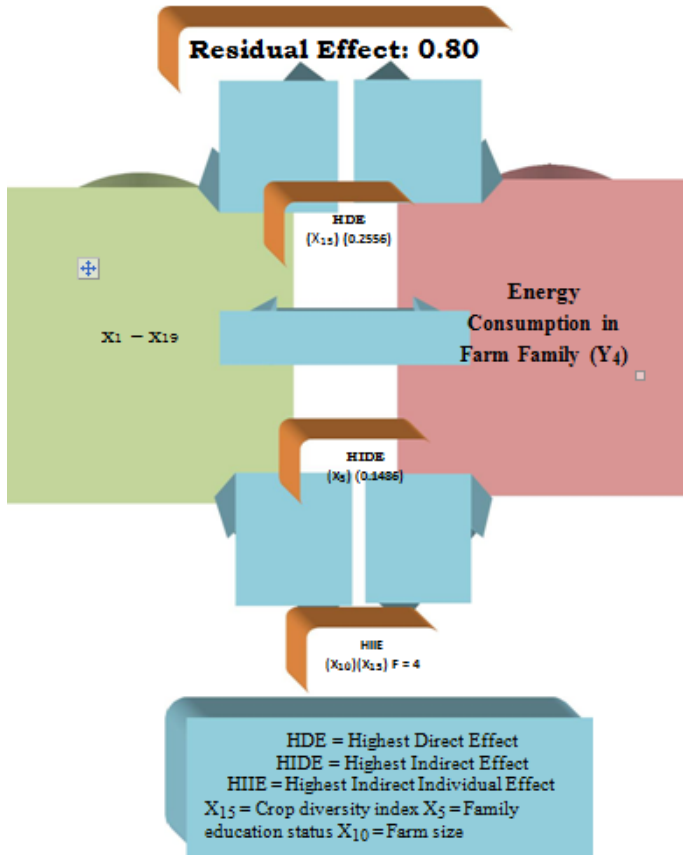 Residual Effect: 0.80
HDE
(X₁₅) (0.2556)
X₁ – X₁₉
Energy
Consumption in
Farm Family (Y₄)
HIDE
(X₅) (0.1486)
HIIE
(X₁₀)(X₁₅) F = 4
HDE = Highest Direct Effect
HIDE = Highest Indirect Effect
HIIE = Highest Indirect Individual Effect
X₁₅ = Crop diversity index X₅ = Family
education status X₁₀ = Farm size